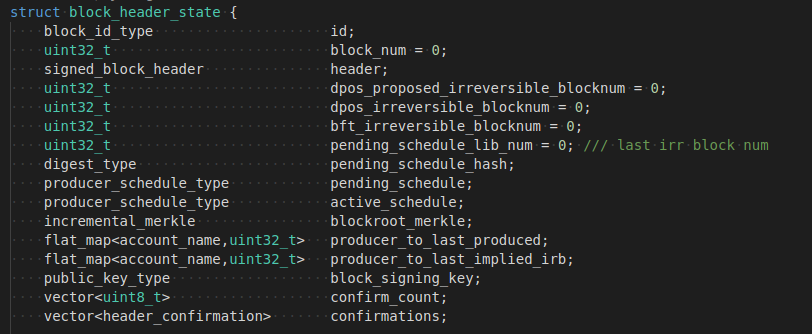 struct block_header_state {
block_id_type id;
uint32_t block_num = 0;
signed_block_header header;
uint32_t dpos_proposed_irreversible_blocknum = 0;
uint32_t dpos_irreversible_blocknum = 0;
uint32_t bft_irreversible_blocknum = 0;
uint32_t pending_schedule_lib_num = 0; /// last irr block num
digest_type pending_schedule_hash;
producer_schedule_type pending_schedule;
producer_schedule_type active_schedule;
incremental_merkle blockroot_merkle;
flat_map<account_name,uint32_t> producer_to_last_produced;
flat_map<account_name,uint32_t> producer_to_last_implied_irb;
public_key_type block_signing_key;
vector<uint8_t> confirm_count;
vector<header_confirmation> confirmations;